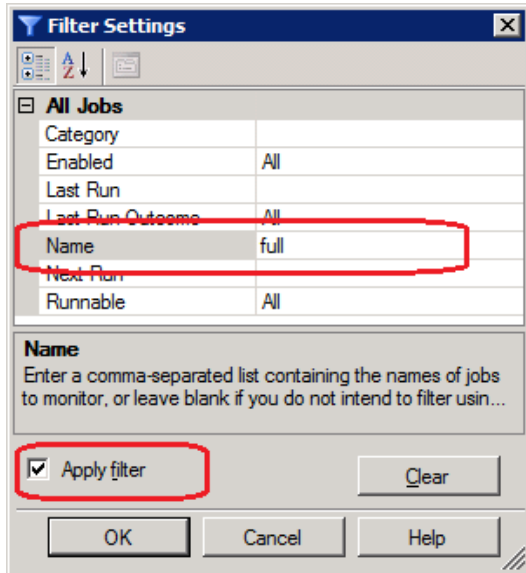 Filter Settings
All Jobs
Category
Enabled All
Last Run
Last Run Outcome All
Name full
Next Run
Runnable All
Name
Enter a comma-separated list containing the names of jobs
to monitor, or leave blank if you do not intend to filter usin...
Apply filter
Clear
OK Cancel Help